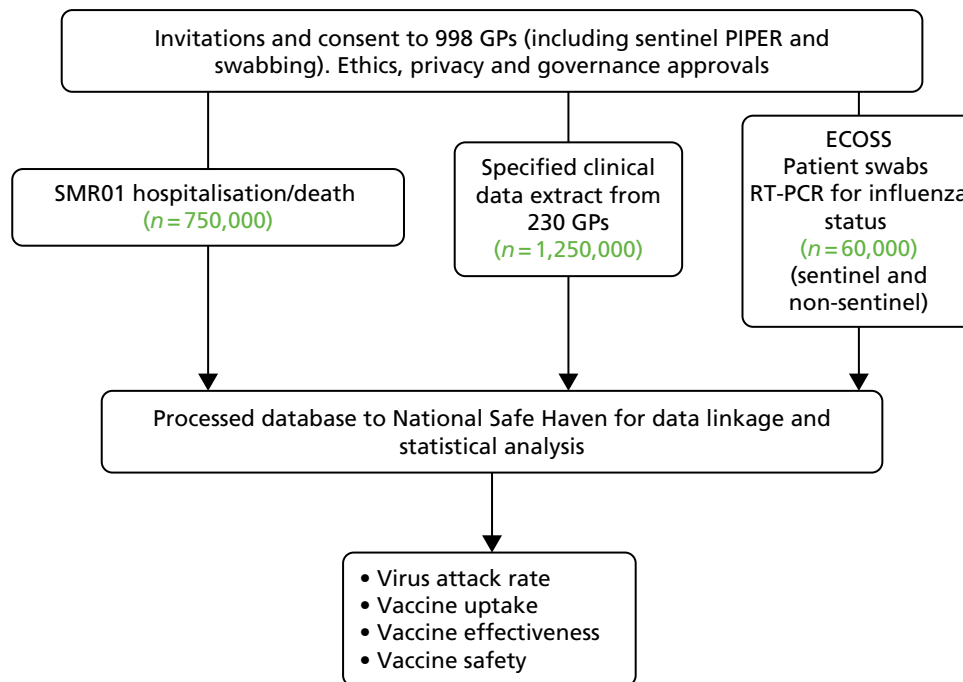 Invitations and consent to 998 GPs (including sentinel PIPER and
swabbing). Ethics, privacy and governance approvals
SMR01 hospitalisation/death
(n=750,000)
Specified clinical
data extract from
230 GPs
(n=1,250,000)
ECOSS
Patient swabs
RT-PCR for influenza
status
(n=60,000)
(sentinel and
non-sentinel)
Processed database to National Safe Haven for data linkage and
statistical analysis
• Virus attack rate
• Vaccine uptake
• Vaccine effectiveness
• Vaccine safety